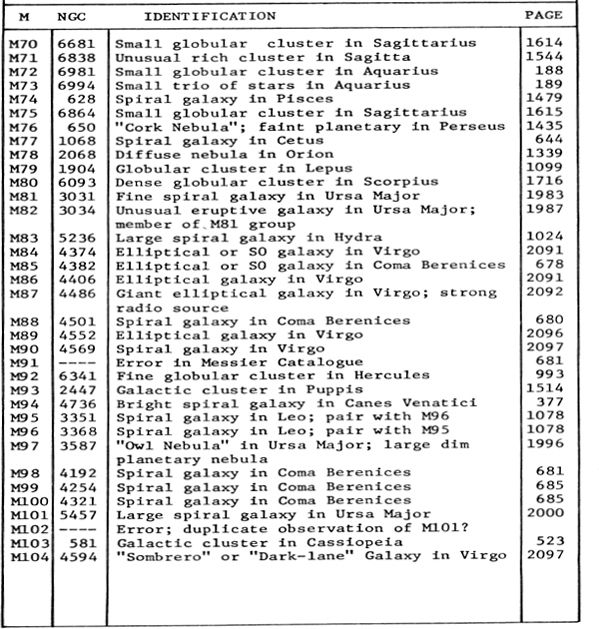 M NGC IDENTIFICATION PAGE
M70 6681 Small globular cluster in Sagittarius 1614
M71 6838 Unusual rich cluster in Sagitta 1544
M72 6981 Small globular cluster in Aquarius 188
M73 6994 Small trio of stars in Aquarius 189
M74 628 Spiral galaxy in Pisces 1479
M75 6864 Small globular cluster in Sagittarius 1615
M76 650 "Cork Nebula"; faint planetary in Perseus 1435
M77 1068 Spiral galaxy in Cetus 644
M78 2068 Diffuse nebula in Orion 1339
M79 1904 Globular cluster in Lepus 1099
M80 6093 Dense globular cluster in Scorpius 1716
M81 3031 Fine spiral galaxy in Ursa Major 1983
M82 3034 Unusual eruptive galaxy in Ursa Major; 1987
member of M81 group
M83 5236 Large spiral galaxy in Hydra 1024
M84 4374 Elliptical or SO galaxy in Virgo 2091
M85 4382 Elliptical or SO galaxy in Coma Berenices 678
M86 4406 Elliptical galaxy in Virgo 2091
M87 4486 Giant elliptical galaxy in Virgo; strong 2092
radio source
M88 4501 Spiral galaxy in Coma Berenices 680
M89 4552 Elliptical galaxy in Virgo 2096
M90 4569 Spiral galaxy in Virgo 2097
M91 ---- Error in Messier Catalogue 681
M92 6341 Fine globular cluster in Hercules 993
M93 2447 Galactic cluster in Puppis 1514
M94 4736 Bright spiral galaxy in Canes Venatici 377
M95 3351 Spiral galaxy in Leo; pair with M96 1078
M96 3368 Spiral galaxy in Leo; pair with M95 1078
M97 3587 "Owl Nebula" in Ursa Major; large dim 1996
planetary nebula
M98 4192 Spiral galaxy in Coma Berenices 681
M99 4254 Spiral galaxy in Coma Berenices 685
M100 4321 Spiral galaxy in Coma Berenices 685
M101 5457 Large spiral galaxy in Ursa Major 2000
M102 ---- Error; duplicate observation of M101?
M103 581 Galactic cluster in Cassiopeia 523
M104 4594 "Sombrero" or "Dark-lane" Galaxy in Virgo 2097